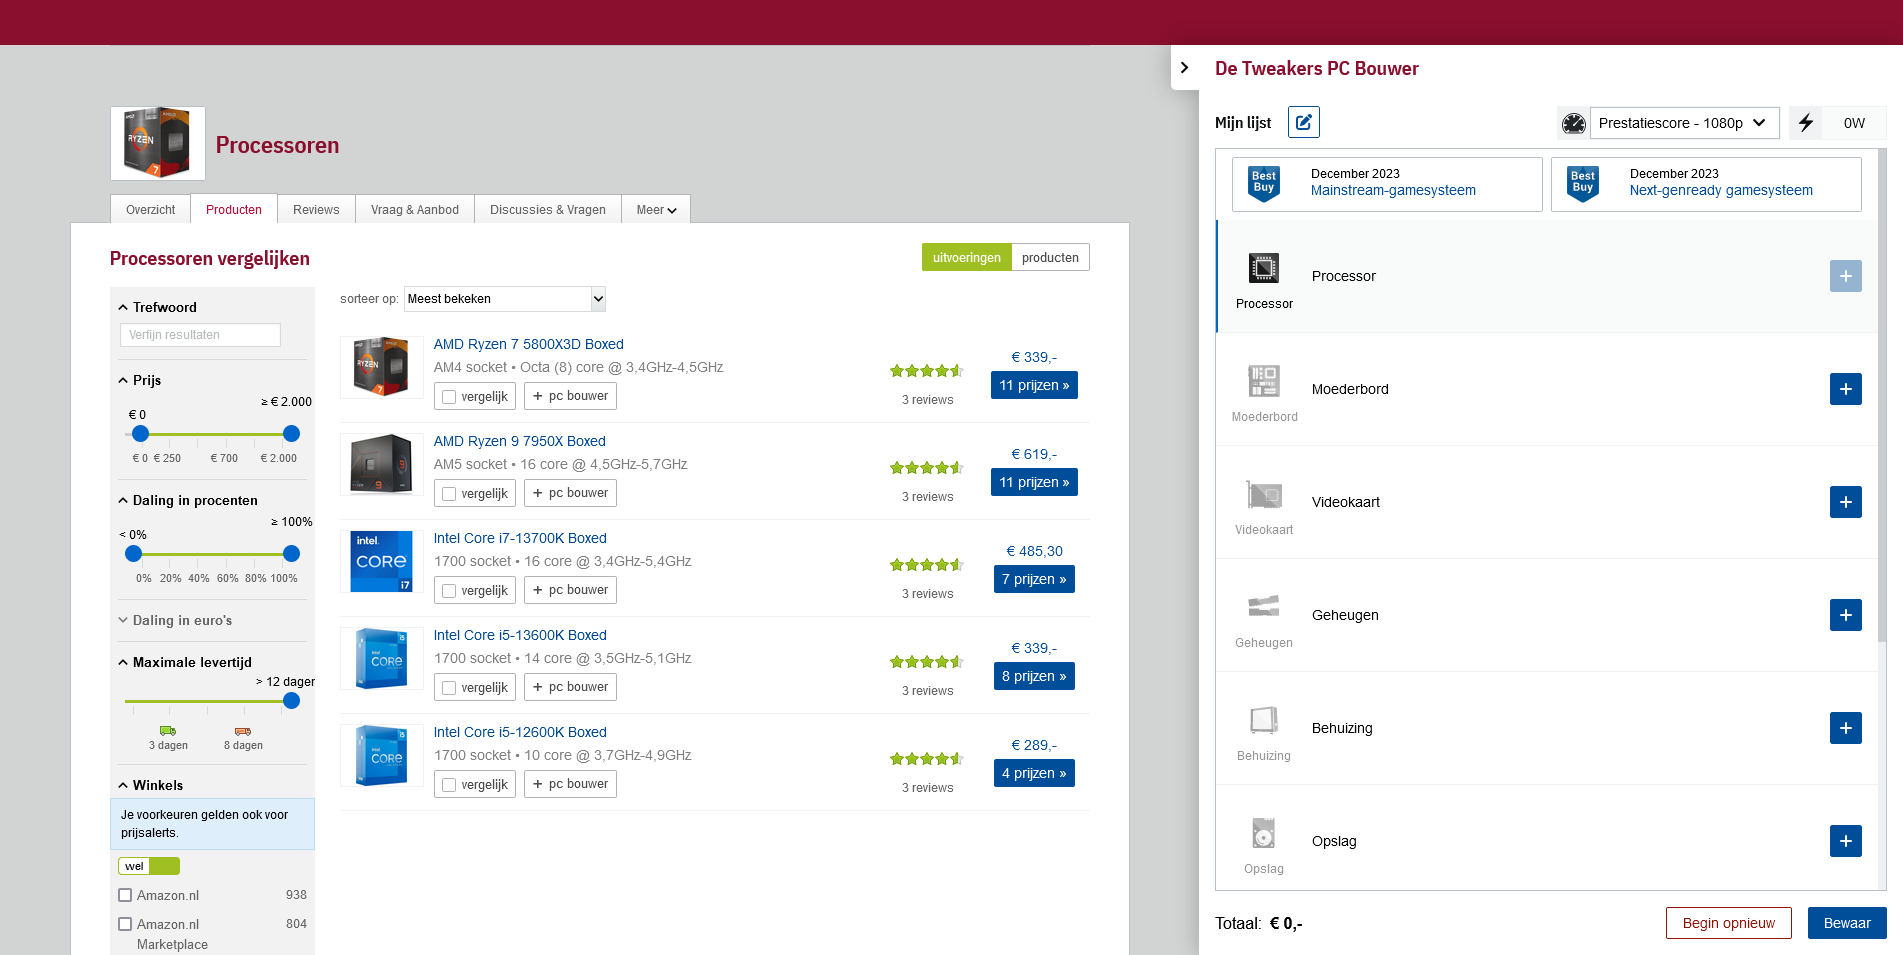 Processoren
Overzicht
Producten
Reviews
Vraag & Aanbod
Discussies & Vragen
Meer
Processoren vergelijken
uitvoeringen
producten
Trefwoord
Verfijn resultaten
Prijs
≥ € 2.000
€ 0
€ 0 € 250 € 700 € 2.000
Daling in procenten
≥ 100%
< 0%
0% 20% 40% 60% 80% 100%
Daling in euro's
Maximale levertijd
> 12 dagen
3 dagen
8 dagen
Winkels
Je voorkeuren gelden ook voor
prijsalerts.
wel
Amazon.nl 938
Amazon.nl 804
Marketplace
sorteer op: Meest bekeken
RYZEN
7
AMD Ryzen 7 5800X3D Boxed
AM4 socket • Octa (8) core @ 3,4GHz-4,5GHz
vergelijk
+ pc bouwer
3 reviews
€ 339,-
11 prijzen »
AMD Ryzen 9 7950X Boxed
AM5 socket • 16 core @ 4,5GHz-5,7GHz
vergelijk
+ pc bouwer
3 reviews
€ 619,-
11 prijzen »
intel.
CORE
i7
Intel Core i7-13700K Boxed
1700 socket • 16 core @ 3,4GHz-5,4GHz
vergelijk
+ pc bouwer
3 reviews
€ 485,30
7 prijzen »
CORE
i5
Intel Core i5-13600K Boxed
1700 socket • 14 core @ 3,5GHz-5,1GHz
vergelijk
+ pc bouwer
3 reviews
€ 339,-
8 prijzen »
CORE
i5
Intel Core i5-12600K Boxed
1700 socket • 10 core @ 3,7GHz-4,9GHz
vergelijk
+ pc bouwer
3 reviews
€ 289,-
4 prijzen »
De Tweakers PC Bouwer
Mijn lijst
Prestatiescore - 1080p
0W
Best
Buy
December 2023
Mainstream-gamesysteem
Best
Buy
December 2023
Next-genready gamesysteem
Processor
Processor
Moederbord
Moederbord
Videokaart
Videokaart
Geheugen
Geheugen
Behuizing
Behuizing
Opslag
Opslag
Totaal: € 0,-
Begin opnieuw
Bewaar